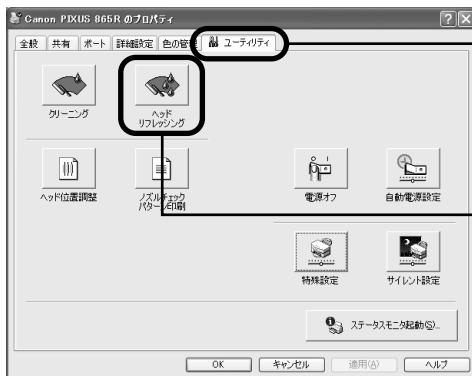 Canon PIXUS 865R のプロパティ
全般 共有 ポート 詳細設定 色の管理 ユーティリティ
クリーニング
ヘッド
リフレッシング
ヘッド位置調整
ノズルチェック
パターン印刷
電源オフ
自動電源設定
特殊設定
サイレント設定
ステータスモニタ起動(S)...
OK キャンセル 適用(A) ヘルプ